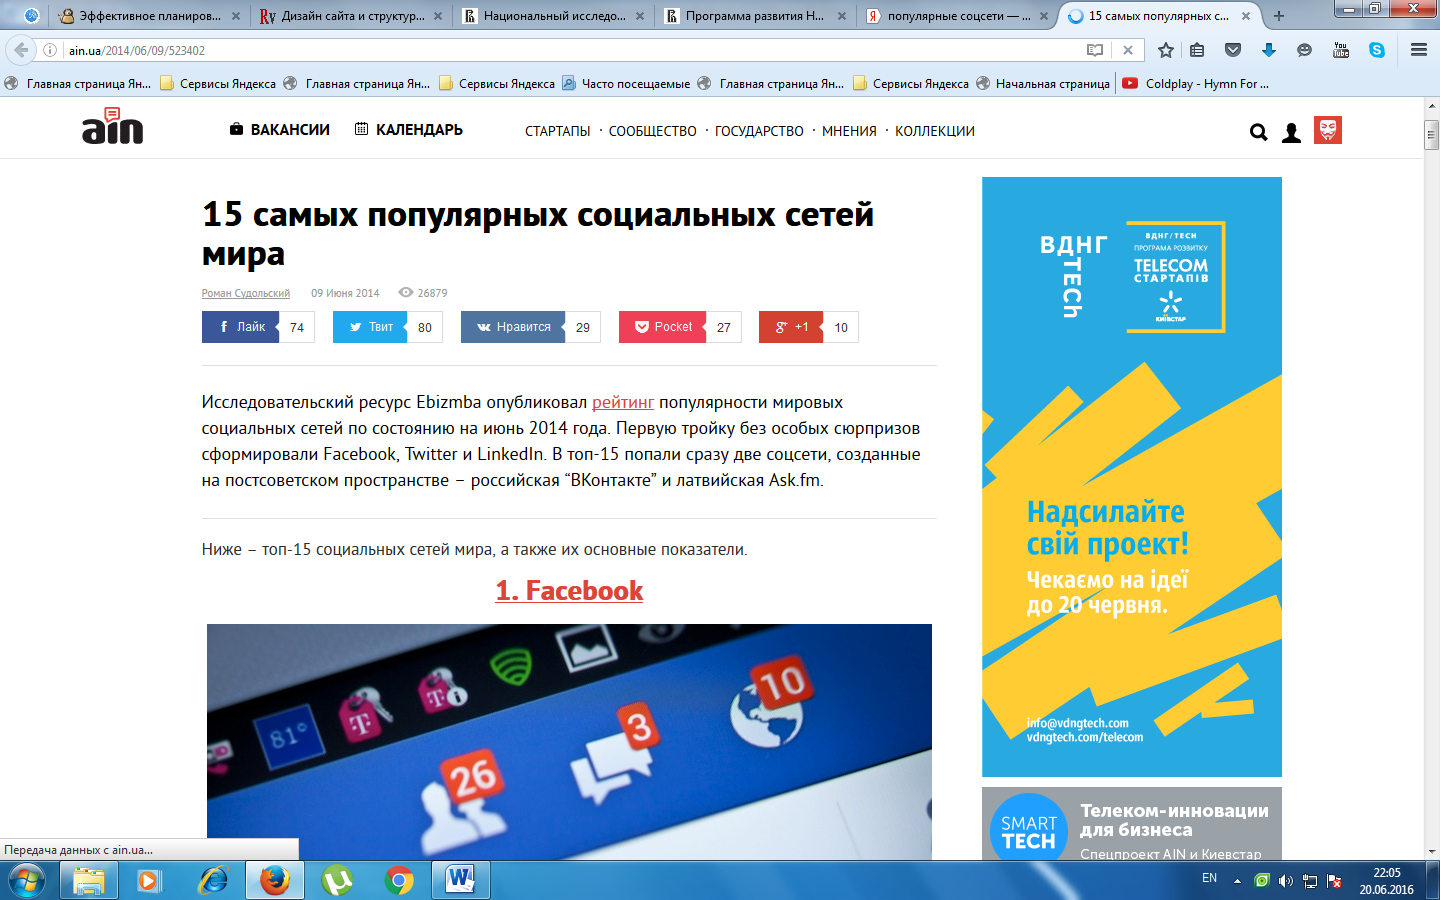 Эффективное планиров...
Дизайн сайта и структур...
Национальный исследо...
Программа развития Н...
популярные соцсети — ...
15 самых популярных с...
ain.ua/2014/06/09/523402
You
Tube
Главная страница Ян...
Сервисы Яндекса
Главная страница Ян...
Сервисы Яндекса
Часто посещаемые
Главная страница Ян...
Сервисы Яндекса
Начальная страница
Coldplay - Hymn For ...
ain
ВАКАНСИИ
КАЛЕНДАРЬ
СТАРТАПЫ · СООБЩЕСТВО · ГОСУДАРСТВО · МНЕНИЯ · КОЛЛЕКЦИИ
15 самых популярных социальных сетей
мира
Роман Судольский 09 Июня 2014 26879
Лайк 74
Твит 80
Нравится 29
Pocket 27
+1 10
Исследовательский ресурс Ebizmba опубликовал рейтинг популярности мировых
социальных сетей по состоянию на июнь 2014 года. Первую тройку без особых сюрпризов
сформировали Facebook, Twitter и LinkedIn. В топ-15 попали сразу две соцсети, созданные
на постсоветском пространстве – российская “ВКонтакте” и латвийская Ask.fm.
Ниже – топ-15 социальных сетей мира, а также их основные показатели.
1. Facebook
81°
T
T
26
3
10
ВДНГ
TECh
ВДНГ/TECH
ПРОГРАМА РОЗВИТКУ
TELECOM
СТАРТАПІВ
КИЇВСТАР
Надсилайте
свій проект!
Чекаємо на ідеї
до 20 червня.
info@vdngtech.com
vdngtech.com/telecom
SMART
TECH
Телеком-инновации
для бизнеса
Спецпроект AIN и Киевстар
Передача данных с ain.ua...
EN
22:05
20.06.2016